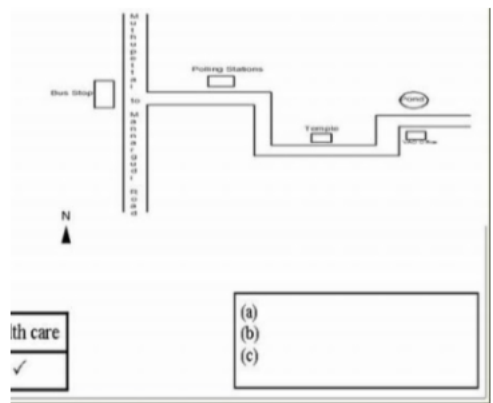 Muthupettai to Mannargudi Road
Polling Stations
Bus Stop
Pond
Temple
N
(a)
lth care
(b)
(c)
✓